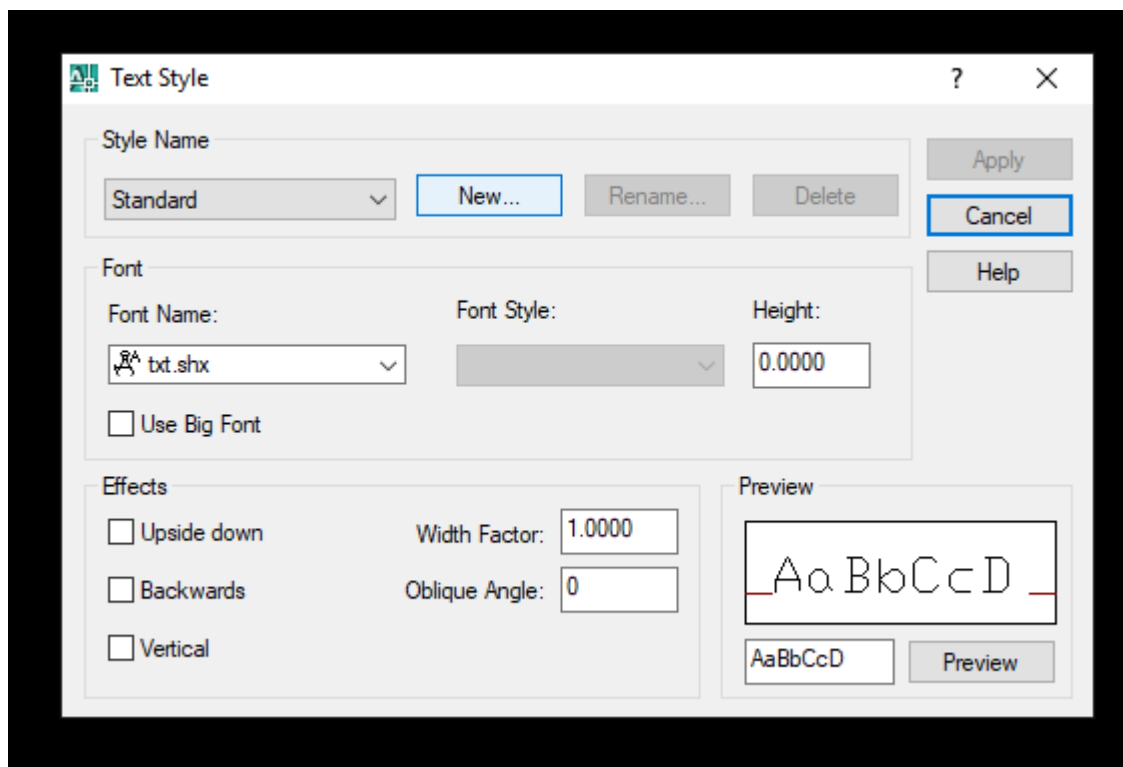 Text Style
?
Style Name
Standard
New...
Rename...
Delete
Apply
Cancel
Help
Font
Font Name:
Font Style:
Height:
txt.shx
0.0000
Use Big Font
Effects
Upside down
Width Factor: 1.0000
Backwards
Oblique Angle: 0
Vertical
Preview
AaBbCcD
AaBbCcD
Preview